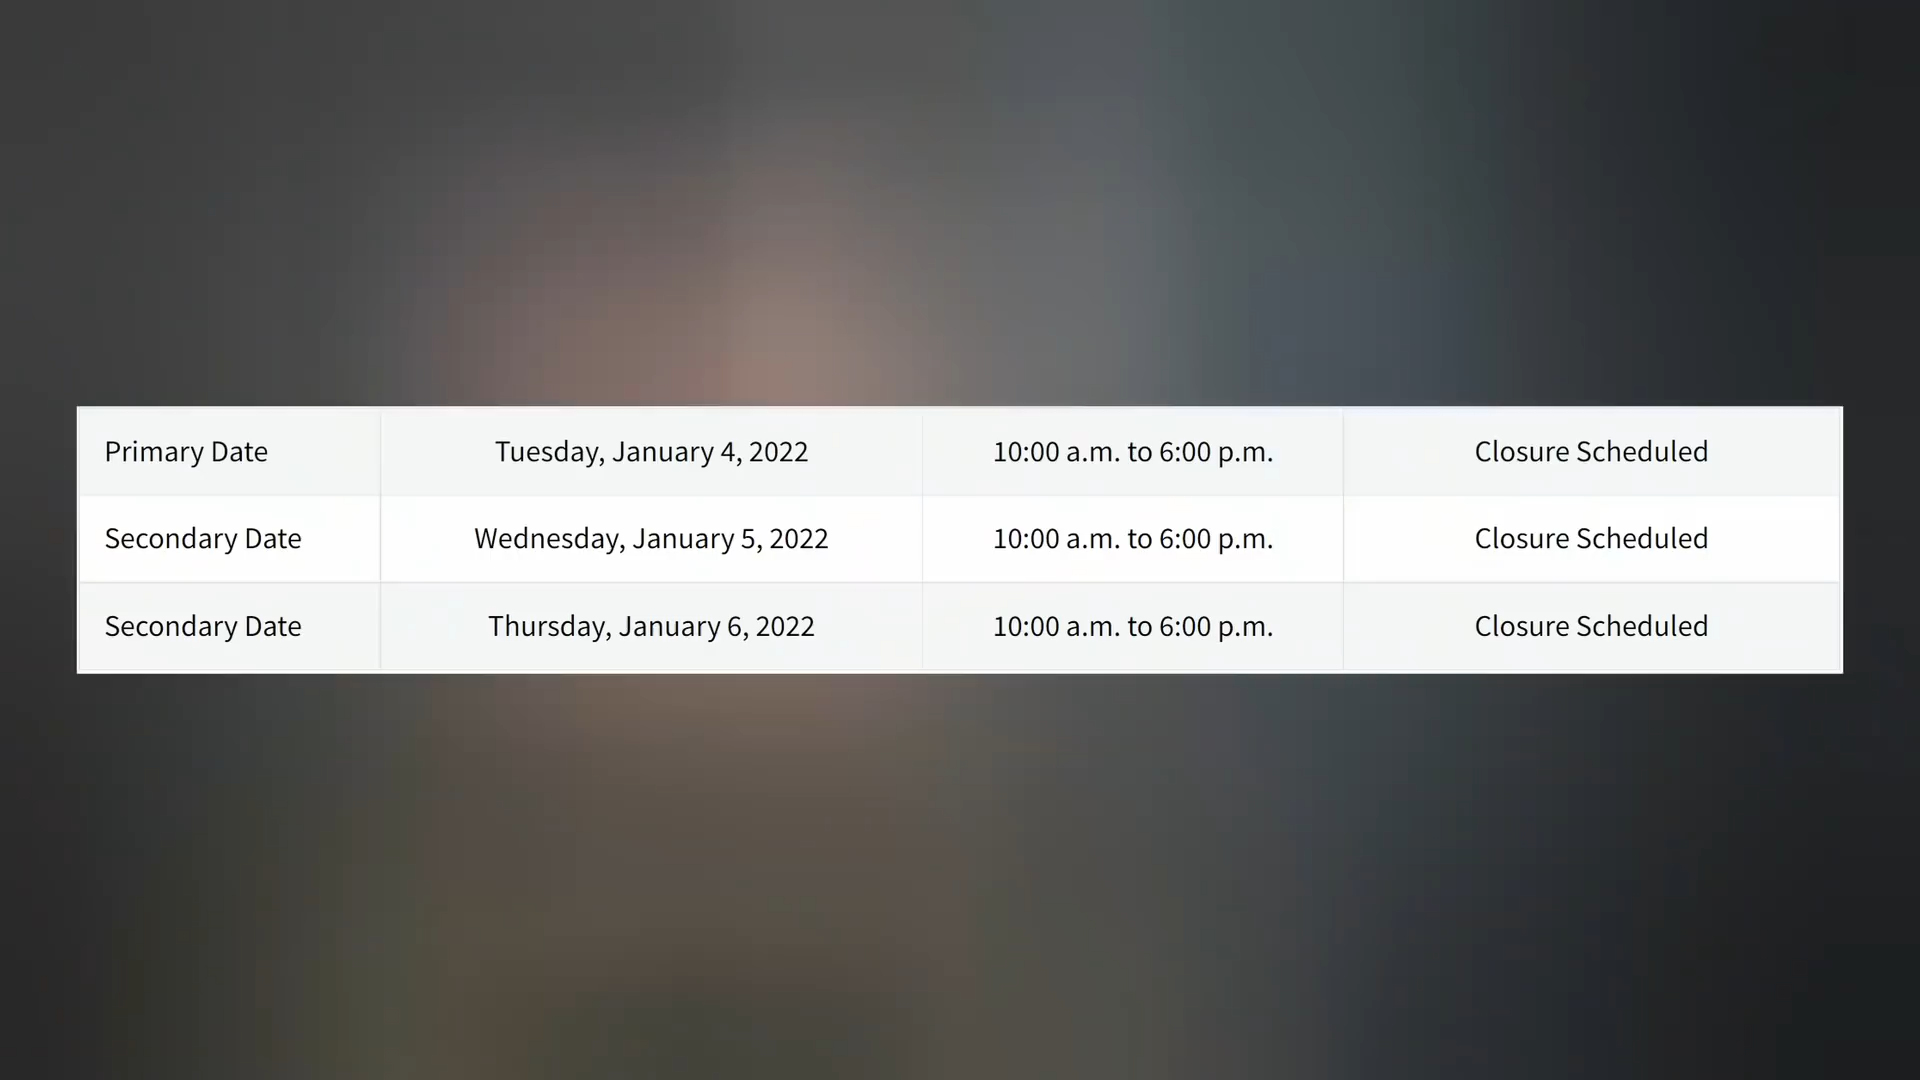 Primary Date Tuesday, January 4, 2022 10:00 a.m. to 6:00 p.m. Closure Scheduled
Secondary Date Wednesday, January 5, 2022 10:00 a.m. to 6:00 p.m. Closure Scheduled
Secondary Date Thursday, January 6, 2022 10:00 a.m. to 6:00 p.m. Closure Scheduled